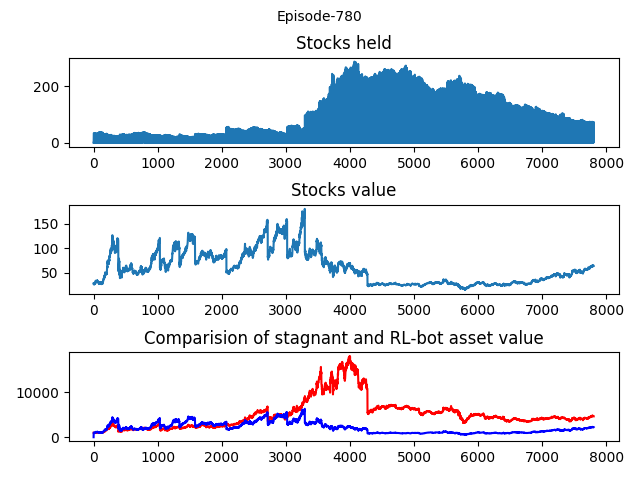 Episode-780
Stocks held
200
0
0 1000 2000 3000 4000 5000 6000 7000 8000
Stocks value
150
100
50
0 1000 2000 3000 4000 5000 6000 7000 8000
Comparision of stagnant and RL-bot asset value
10000
0
0 1000 2000 3000 4000 5000 6000 7000 8000